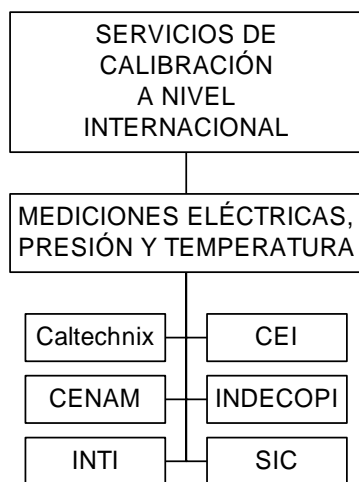 SERVICIOS DE
CALIBRACIÓN
A NIVEL
INTERNACIONAL
MEDICIONES ELÉCTRICAS,
PRESIÓN Y TEMPERATURA
Caltechnix
CEI
CENAM
INDECOPI
INTI
SIC